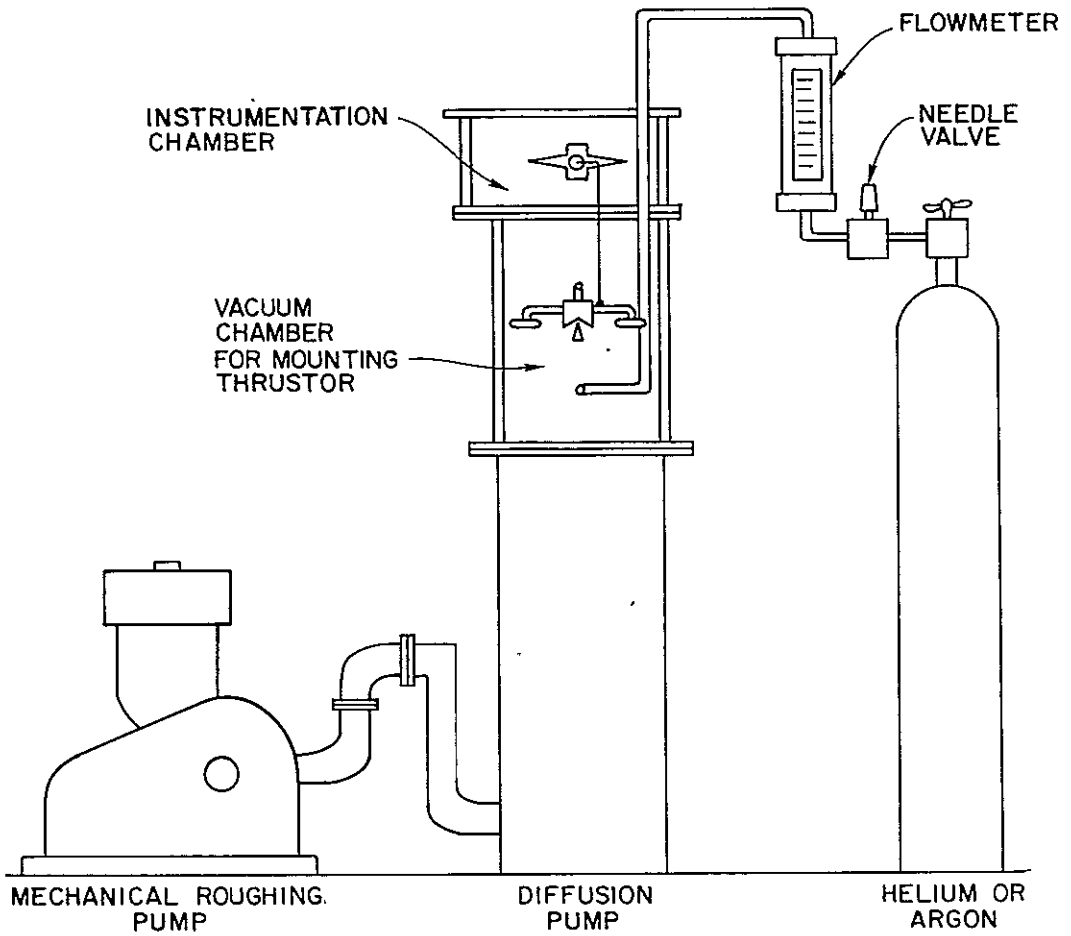 FLOWMETER
INSTRUMENTATION
CHAMBER
NEEDLE
VALVE
VACUUM
CHAMBER
FOR MOUNTING
THRUSTOR
MECHANICAL ROUGHING
PUMP
DIFFUSION
PUMP
HELIUM OR
ARGON